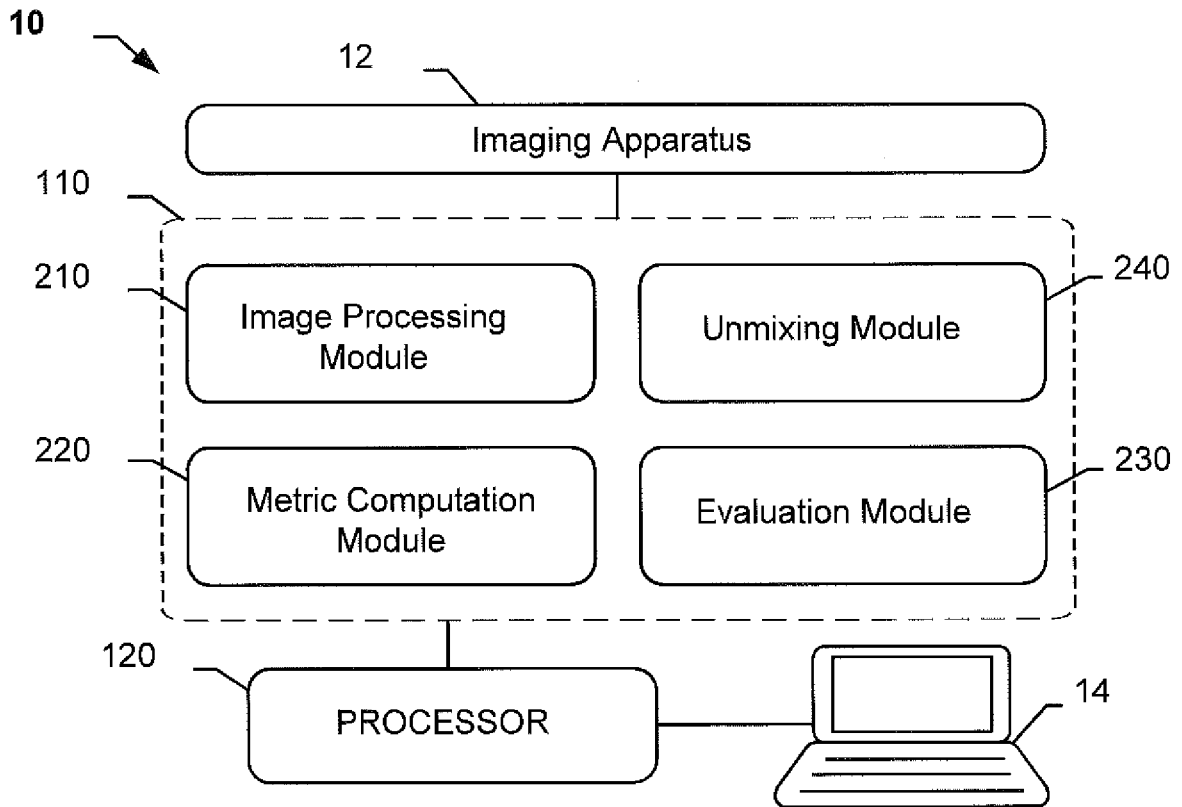 10
12
Imaging Apparatus
110
210
Image Processing
Module
240
Unmixing Module
220
Metric Computation
Module
230
Evaluation Module
120
PROCESSOR
14